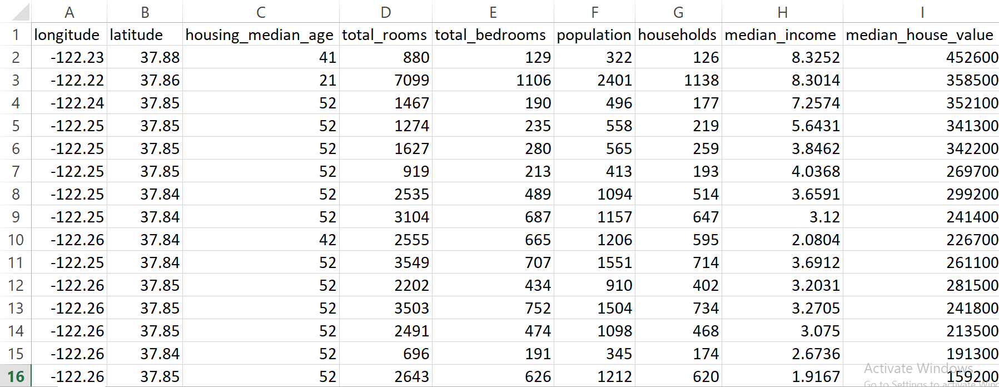 A B C D E F G H I
1 longitude latitude housing_median_age total_rooms total_bedrooms population households median_income median_house_value
2 -122.23 37.88 41 880 129 322 126 8.3252 452600
3 -122.22 37.86 21 7099 1106 2401 1138 8.3014 358500
4 -122.24 37.85 52 1467 190 496 177 7.2574 352100
5 -122.25 37.85 52 1274 235 558 219 5.6431 341300
6 -122.25 37.85 52 1627 280 565 259 3.8462 342200
7 -122.25 37.85 52 919 213 413 193 4.0368 269700
8 -122.25 37.84 52 2535 489 1094 514 3.6591 299200
9 -122.25 37.84 52 3104 687 1157 647 3.12 241400
10 -122.26 37.84 42 2555 665 1206 595 2.0804 226700
11 -122.25 37.84 52 3549 707 1551 714 3.6912 261100
12 -122.26 37.85 52 2202 434 910 402 3.2031 281500
13 -122.26 37.85 52 3503 752 1504 734 3.2705 241800
14 -122.26 37.85 52 2491 474 1098 468 3.075 213500
15 -122.26 37.84 52 696 191 345 174 2.6736 191300
Activate Windows
16 -122.26 37.85 52 2643 626 1212 620 1.9167 159200
Go to Settings to activate